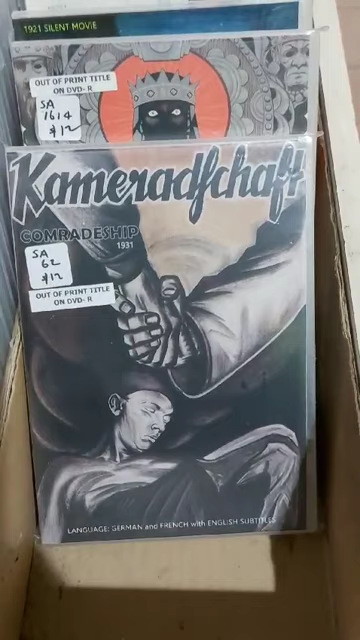 1921 SILENT MOVIE
OUT OF PRINT TITLE
ON DVD- R
SA
1614
$12
Kameradschaft
COMRADESHIP
1931
SA
62
$12
OUT OF PRINT TITLE
ON DVD- R
LANGUAGE: GERMAN and FRENCH with ENGLISH SUBTITLES